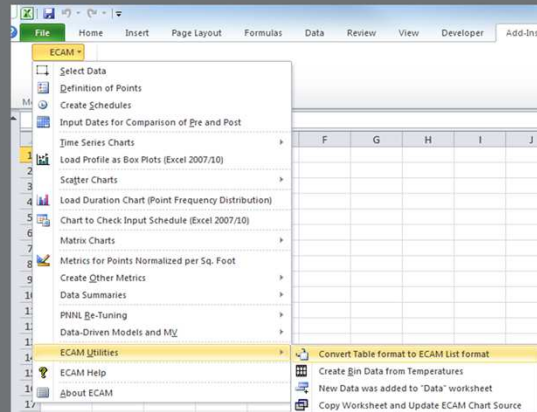 File Home Insert Page Layout Formulas Data Review View Developer Add-Ins
ECAM
Select Data
Definition of Points
Create Schedules
Input Dates for Comparison of Pre and Post
Time Series Charts
Load Profile as Box Plots (Excel 2007/10)
Scatter Charts
Load Duration Chart (Point Frequency Distribution)
Chart to Check Input Schedule (Excel 2007/10)
Matrix Charts
Metrics for Points Normalized per Sq. Foot
Create Other Metrics
Data Summaries
PNNL Re-Tuning
Data-Driven Models and MV
ECAM Utilities
ECAM Help
About ECAM
F G H I J
Convert Table format to ECAM List format
Create Bin Data from Temperatures
New Data was added to "Data" worksheet
Copy Worksheet and Update ECAM Chart Source